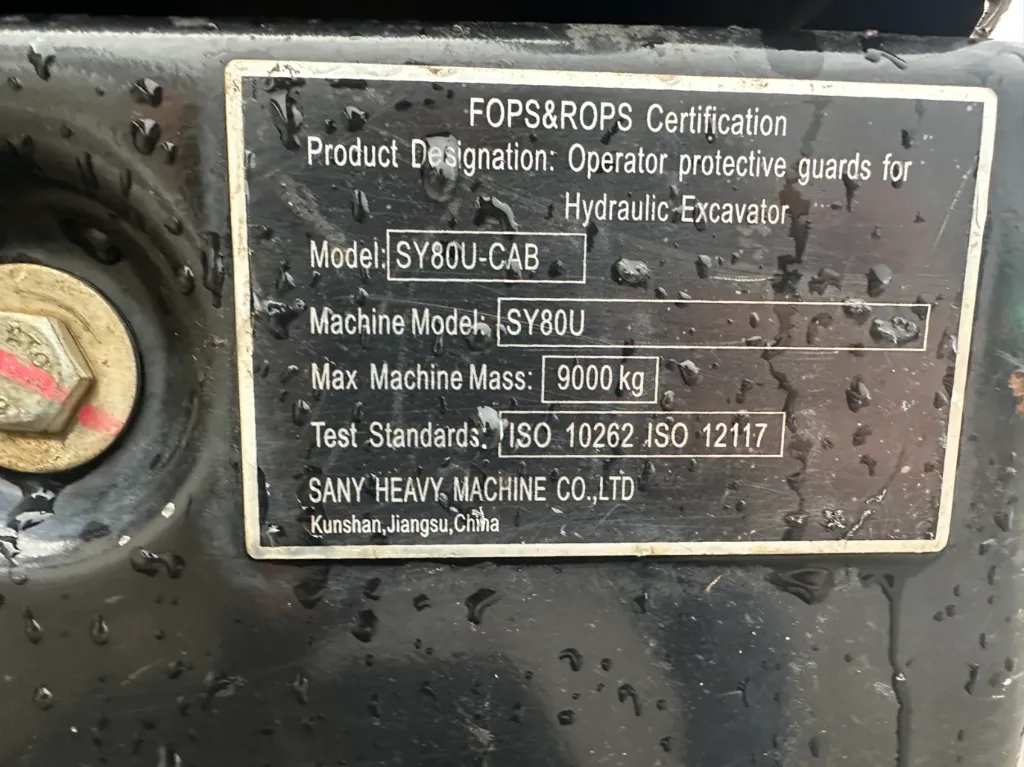 FOPS&ROPS Certification
Product Designation: Operator protective guards for
Hydraulic Excavator
Model: SY80U-CAB
Machine Model: SY80U
Max Machine Mass: 9000 kg
Test Standards: ISO 10262 ISO 12117
SANY HEAVY MACHINE CO.,LTD
Kunshan,Jiangsu,China